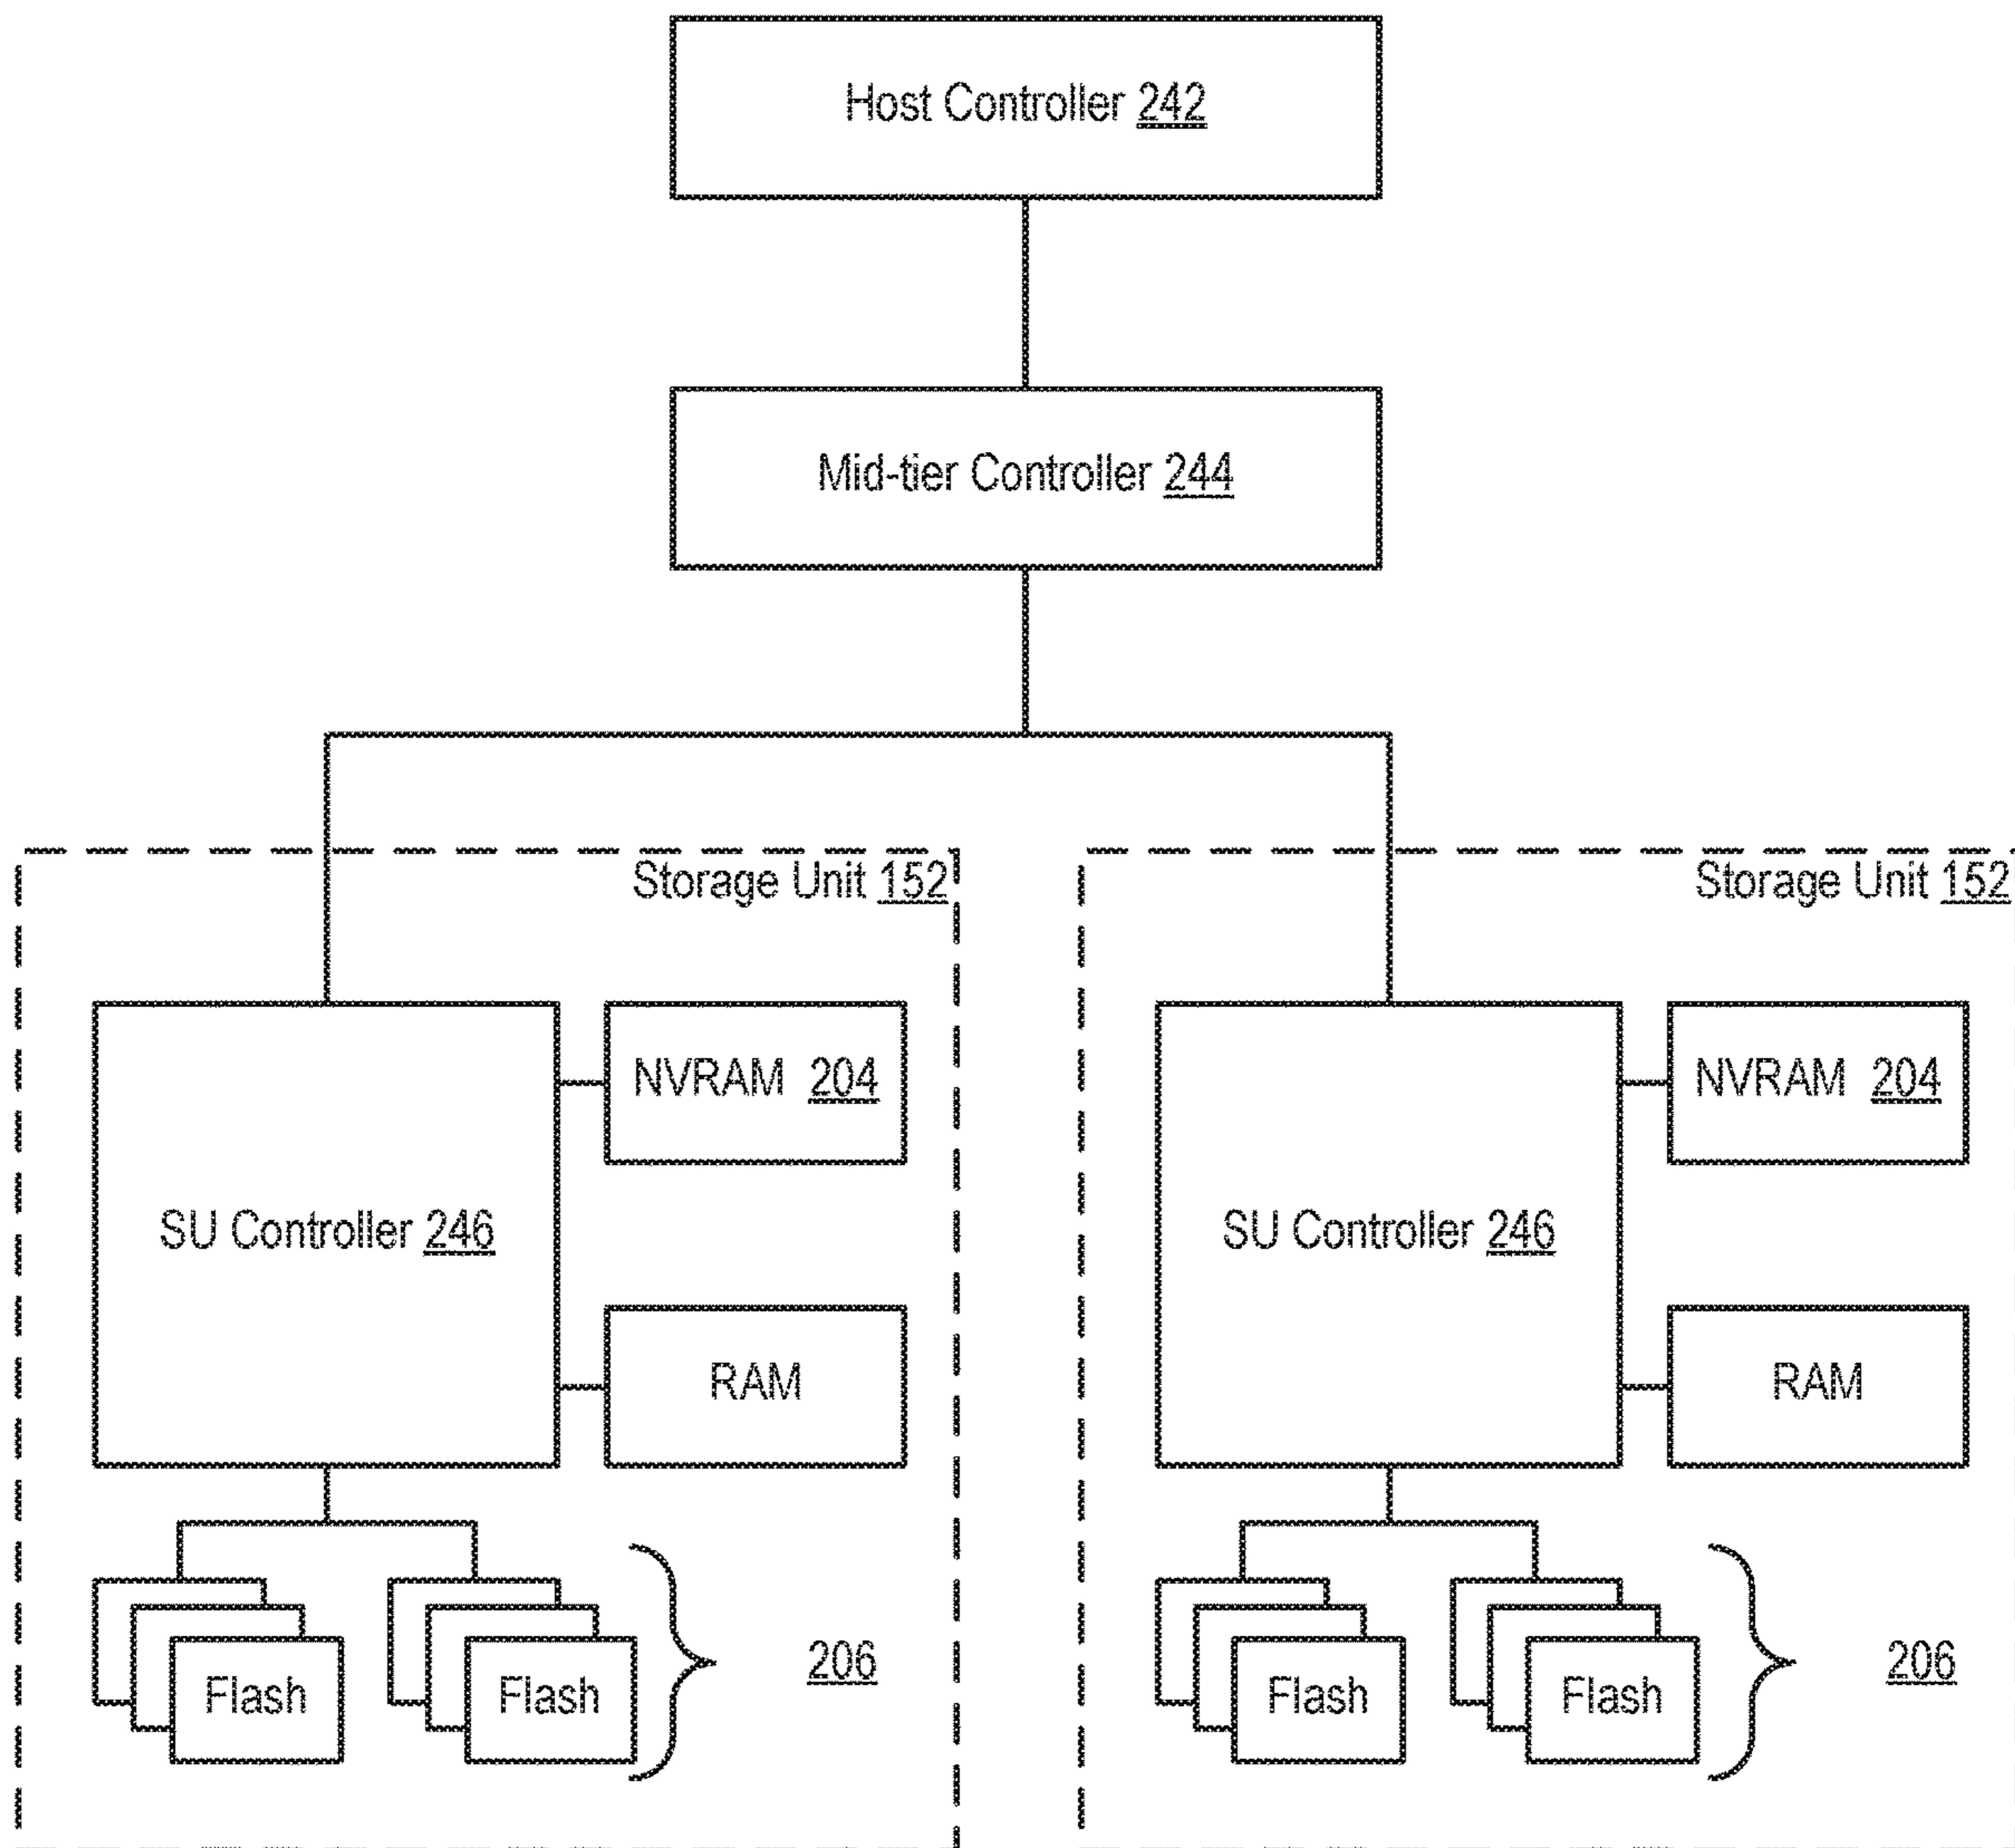 Host Controller 242
Mid-tier Controller 244
Storage Unit 152
Storage Unit 152
NVRAM 204
NVRAM 204
SU Controller 246
SU Controller 246
RAM
RAM
Flash
Flash
206
Flash
Flash
206